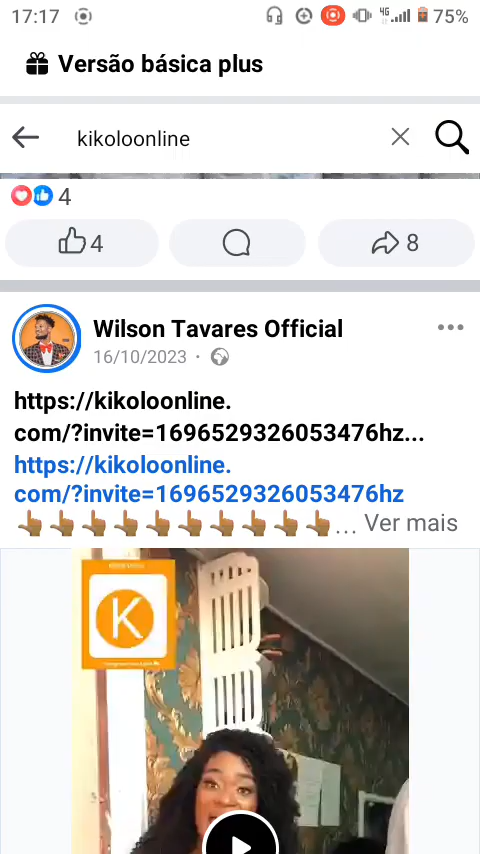 17:17
4G
75%
Versão básica plus
kikoloonline
4
4
8
Wilson Tavares Official
16/10/2023 ·
https://kikoloonline.
com/?invite=1696529326053476hz...
https://kikoloonline.
com/?invite=1696529326053476hz
👆🏾👆🏾👆🏾👆🏾👆🏾👆🏾👆🏾👆🏾👆🏾👆🏾... Ver mais
K